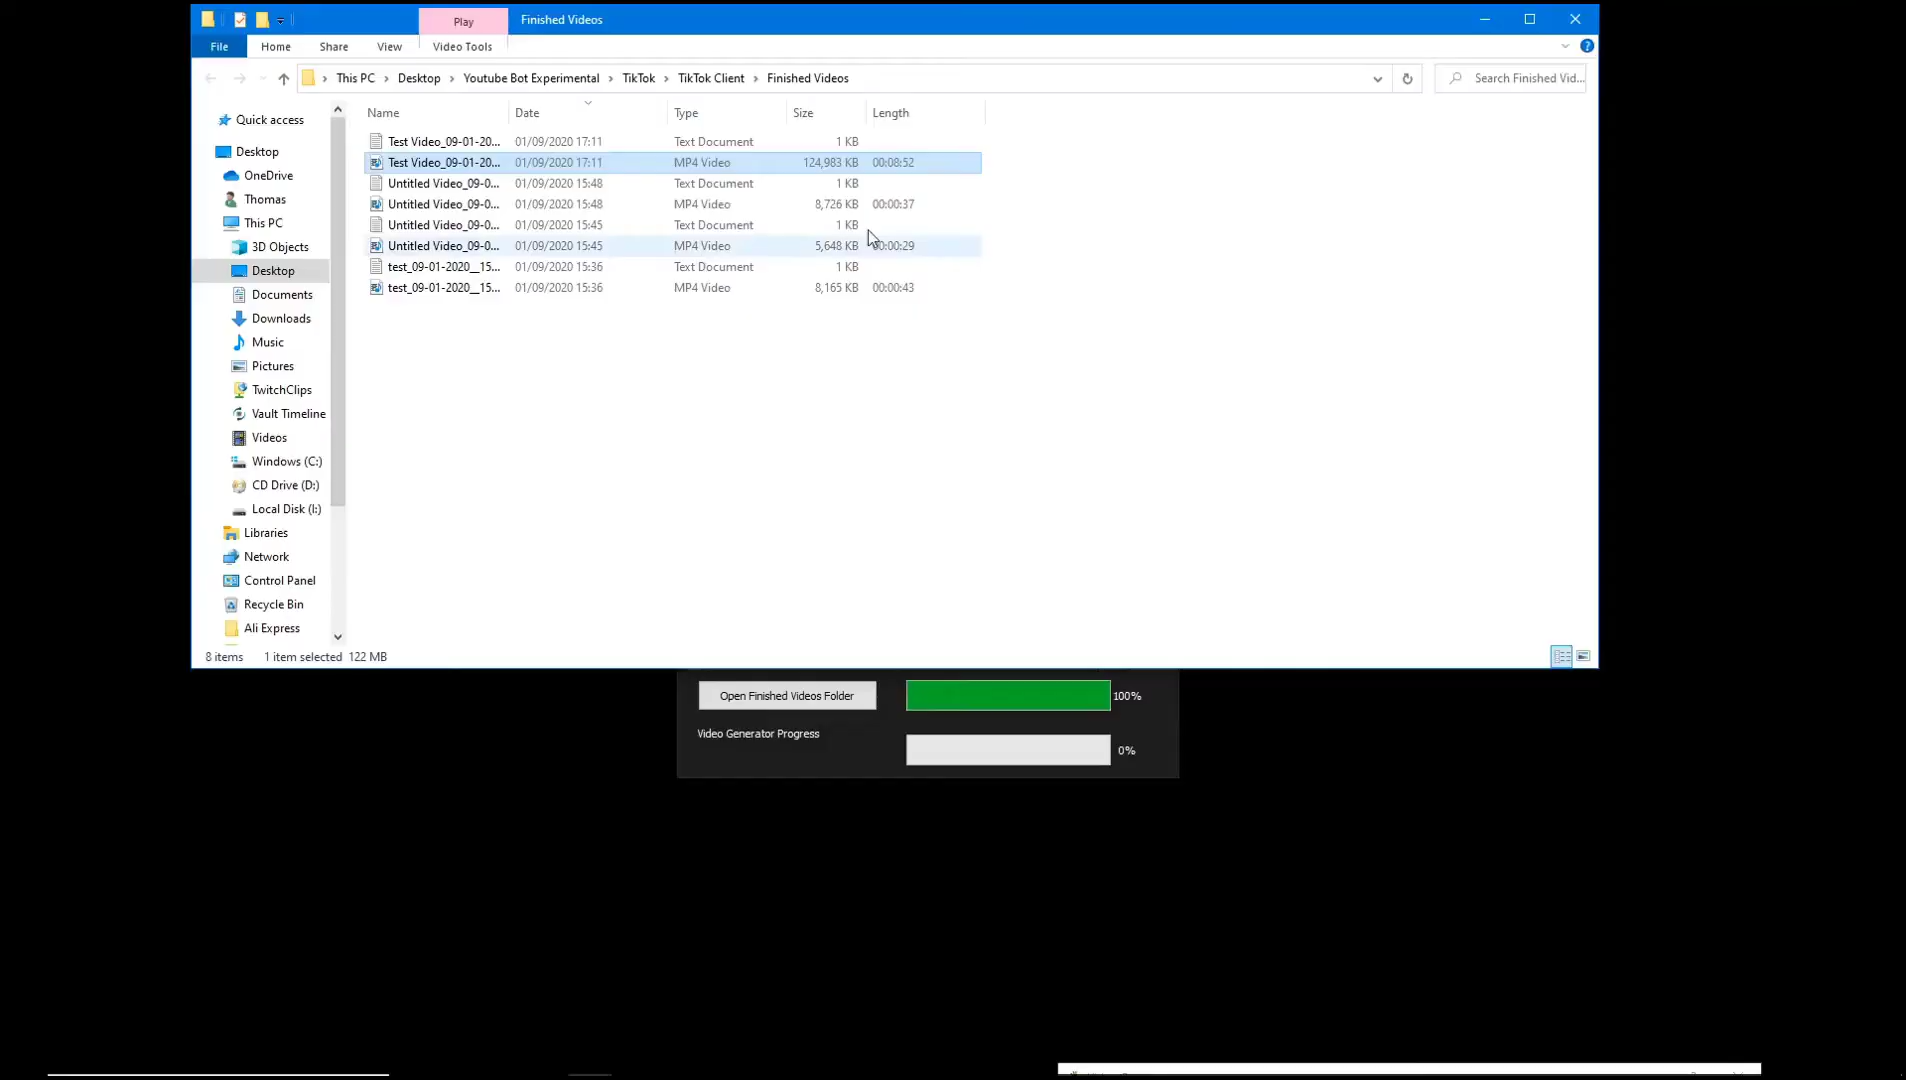 Play
Finished Videos
File
Home
Share
View
Video Tools
This PC
Desktop
Youtube Bot Experimental
TikTok
TikTok Client
Finished Videos
Search Finished Vid...
Name
Date
Type
Size
Length
Test Video_09-01-20...
01/09/2020 17:11
Text Document
1 KB
Test Video_09-01-20...
01/09/2020 17:11
MP4 Video
124,983 KB
00:08:52
Untitled Video_09-0...
01/09/2020 15:48
Text Document
1 KB
Untitled Video_09-0...
01/09/2020 15:48
MP4 Video
8,726 KB
00:00:37
Untitled Video_09-0...
01/09/2020 15:45
Text Document
1 KB
Untitled Video_09-0...
01/09/2020 15:45
MP4 Video
5,648 KB
00:00:29
test_09-01-2020__15...
01/09/2020 15:36
Text Document
1 KB
test_09-01-2020__15...
01/09/2020 15:36
MP4 Video
8,165 KB
00:00:43
Quick access
Desktop
OneDrive
Thomas
This PC
3D Objects
Desktop
Documents
Downloads
Music
Pictures
TwitchClips
Vault Timeline
Videos
Windows (C:)
CD Drive (D:)
Local Disk (I:)
Libraries
Network
Control Panel
Recycle Bin
Ali Express
8 items
1 item selected 122 MB
Open Finished Videos Folder
100%
Video Generator Progress
0%